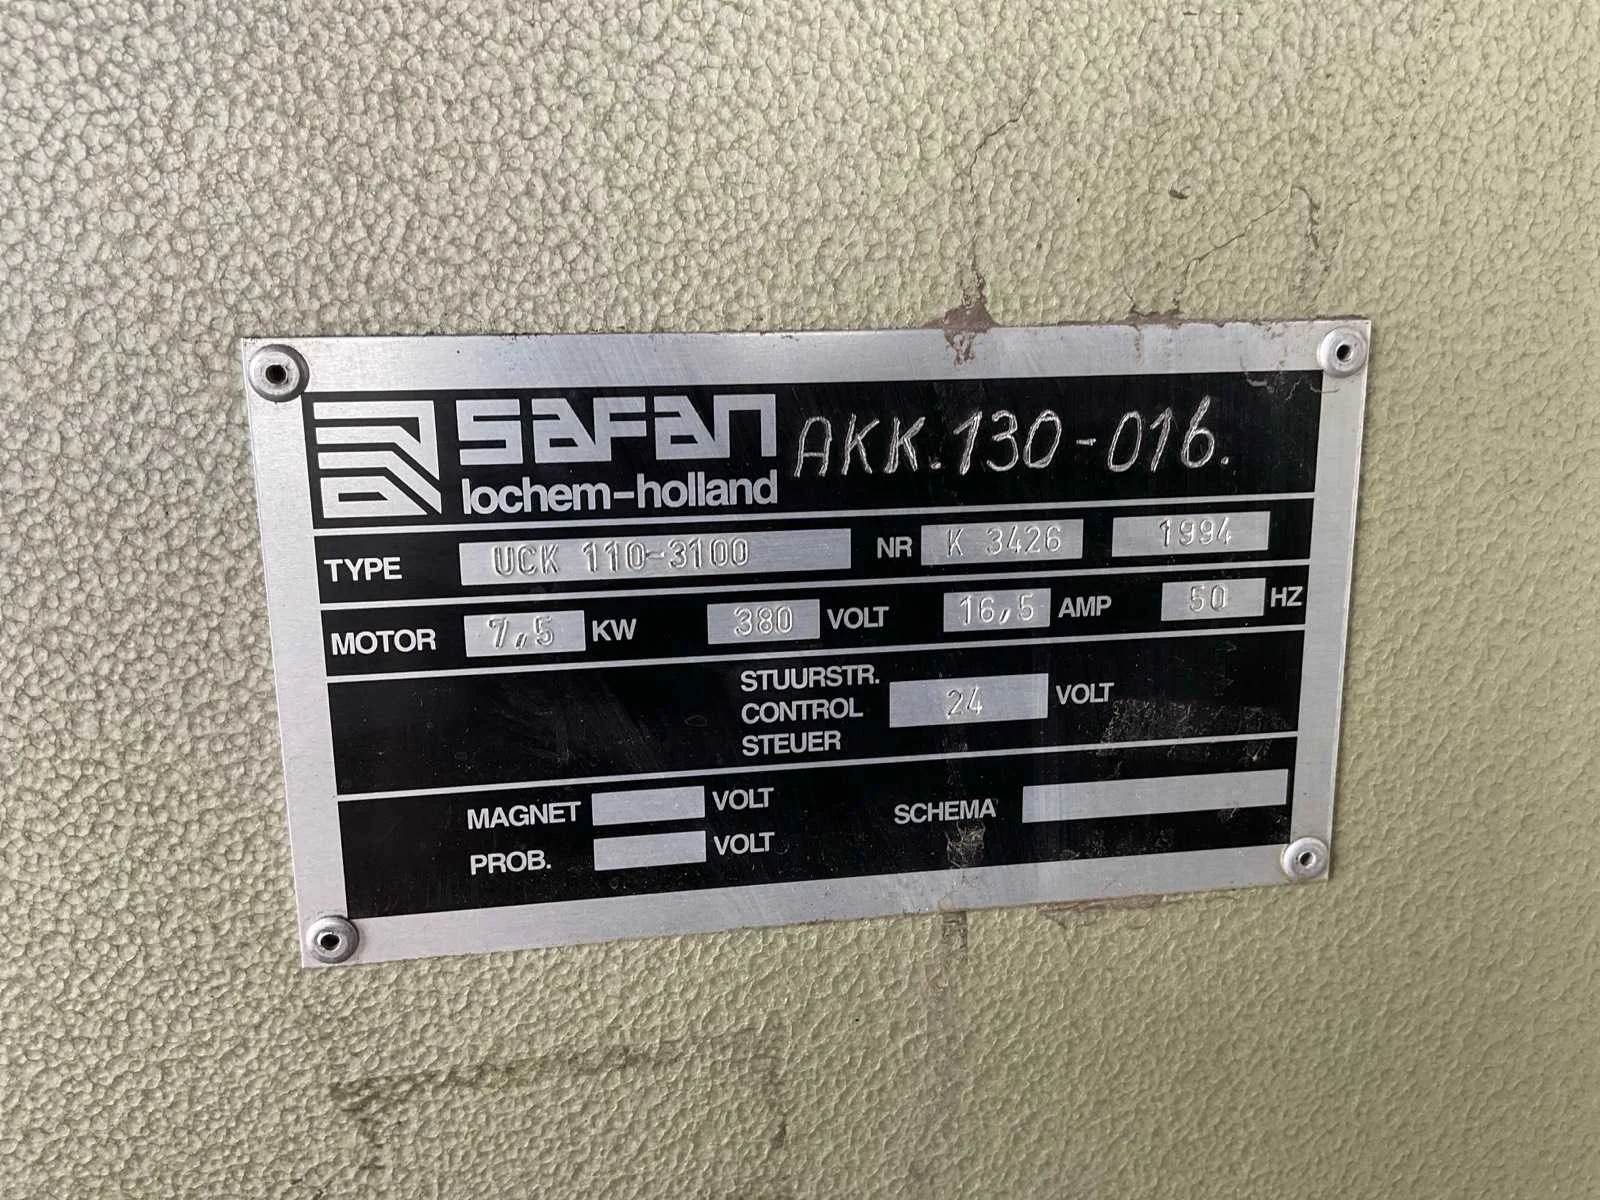 SAFAN AKK.130-016.
lochem-holland
TYPE UCK 110-3100 NR K 3426 1994
MOTOR 7,5 KW 380 VOLT 16,5 AMP 50 HZ
STUURSTR.
CONTROL 24 VOLT
STEUER
MAGNET VOLT SCHEMA
PROB. VOLT